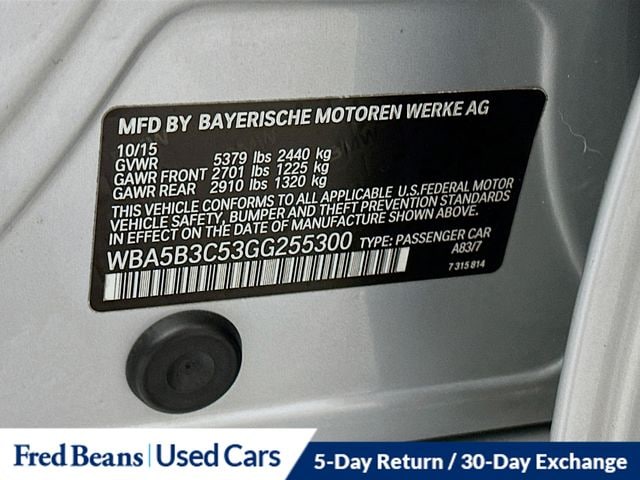 MFD BY BAYERISCHE MOTOREN WERKE AG
10/15
GVWR 5379 lbs 2440 kg
GAWR FRONT 2701 lbs 1225 kg
GAWR REAR 2910 lbs 1320 kg
THIS VEHICLE CONFORMS TO ALL APPLICABLE U.S.FEDERAL MOTOR
VEHICLE SAFETY, BUMPER AND THEFT PREVENTION STANDARDS
IN EFFECT ON THE DATE OF MANUFACTURE SHOWN ABOVE.
WBA5B3C53GG255300 TYPE: PASSENGER CAR
A83/7
7 315 814
Fred Beans | Used Cars
5-Day Return / 30-Day Exchange